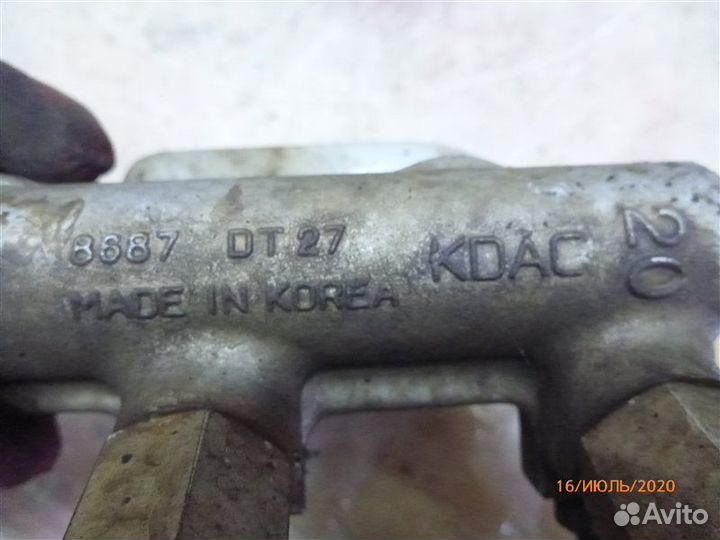 8687 DT 27
MADE IN KOREA
KDAC
20
16/ИЮЛЬ/2020
Avito